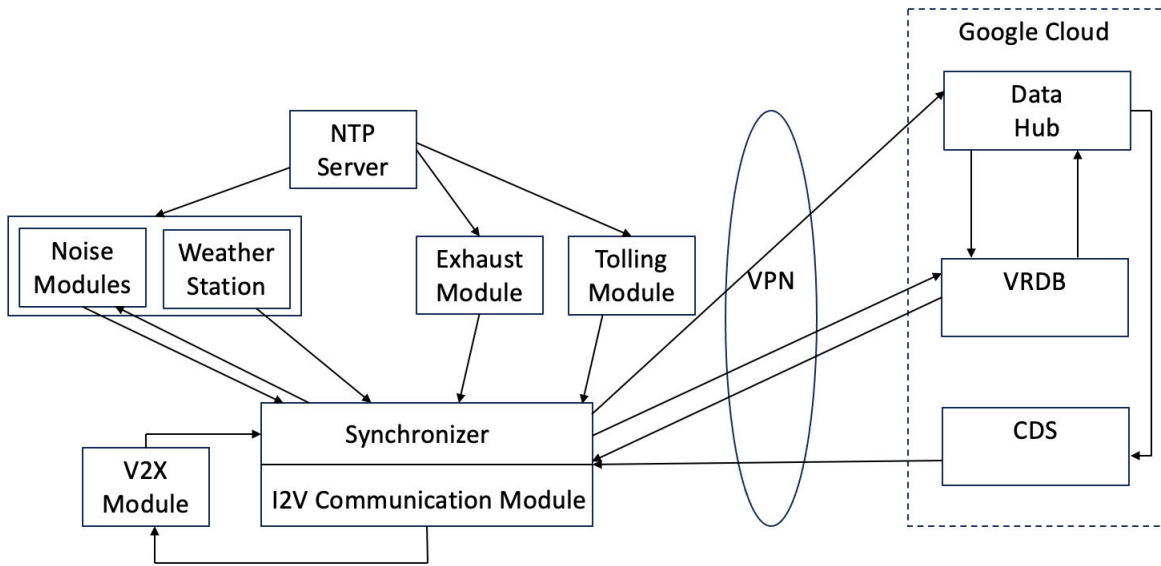 Google Cloud
Data
Hub
NTP
Server
Noise
Modules
Weather
Station
Exhaust
Module
Tolling
Module
VPN
VRDB
Synchronizer
CDS
V2X
Module
I2V Communication Module